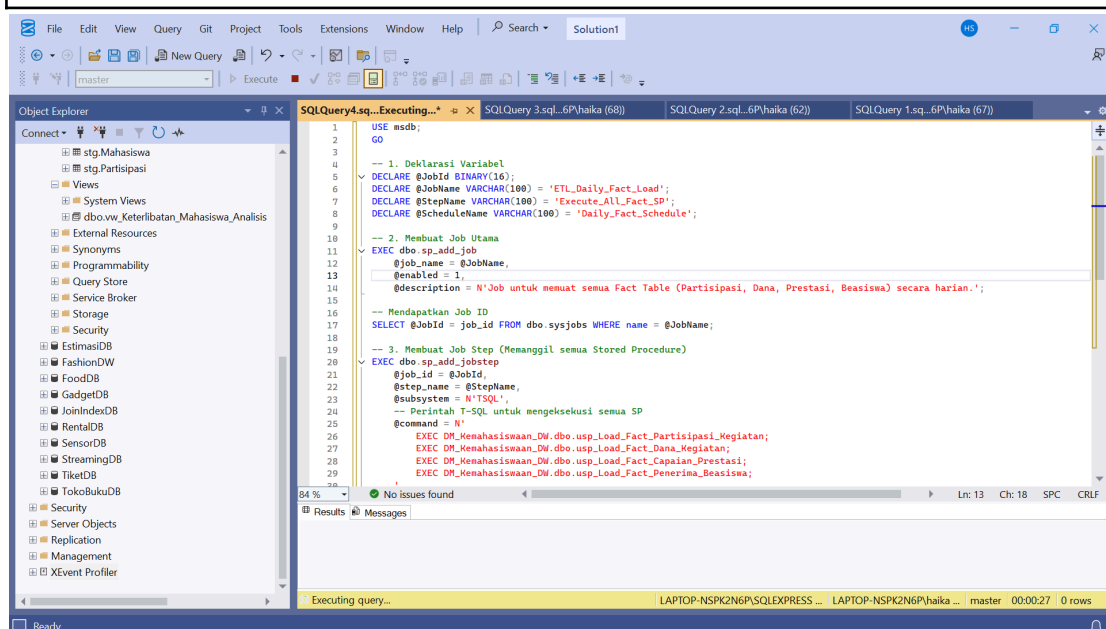 File Edit View Query Git Project Tools Extensions Window Help Search Solution1 HS
New Query
master Execute
Object Explorer
Connect
stg.Mahasiswa
stg.Partisipasi
Views
System Views
dbo.vw_Keterlibatan_Mahasiswa_Analisis
External Resources
Synonyms
Programmability
Query Store
Service Broker
Storage
Security
EstimasiDB
FashionDW
FoodDB
GadgetDB
JoinIndexDB
RentalDB
SensorDB
StreamingDB
TiketDB
TokoBukuDB
Security
Server Objects
Replication
Management
XEvent Profiler
SQLQuery4.sq...Executing...* SQLQuery 3.sql...6P\haika (68)) SQLQuery 2.sql...6P\haika (62)) SQLQuery 1.sql...6P\haika (67))
1 USE msdb;
2 GO
3
4 -- 1. Deklarasi Variabel
5 DECLARE @JobId BINARY(16);
6 DECLARE @JobName VARCHAR(100) = 'ETL_Daily_Fact_Load';
7 DECLARE @StepName VARCHAR(100) = 'Execute_All_Fact_SP';
8 DECLARE @ScheduleName VARCHAR(100) = 'Daily_Fact_Schedule';
9
10 -- 2. Membuat Job Utama
11 EXEC dbo.sp_add_job
12 @job_name = @JobName,
13 @enabled = 1,
14 @description = N'Job untuk memuat semua Fact Table (Partisipasi, Dana, Prestasi, Beasiswa) secara harian.';
15
16 -- Mendapatkan Job ID
17 SELECT @JobId = job_id FROM dbo.sysjobs WHERE name = @JobName;
18
19 -- 3. Membuat Job Step (Memanggil semua Stored Procedure)
20 EXEC dbo.sp_add_jobstep
21 @job_id = @JobId,
22 @step_name = @StepName,
23 @subsystem = N'TSQL',
24 -- Perintah T-SQL untuk mengeksekusi semua SP
25 @command = N'
26 EXEC DM_Kemahasiswaan_DW.dbo.usp_Load_Fact_Partisipasi_Kegiatan;
27 EXEC DM_Kemahasiswaan_DW.dbo.usp_Load_Fact_Dana_Kegiatan;
28 EXEC DM_Kemahasiswaan_DW.dbo.usp_Load_Fact_Capaian_Prestasi;
29 EXEC DM_Kemahasiswaan_DW.dbo.usp_Load_Fact_Penerima_Beasiswa;
30 '
84 % No issues found Ln: 13 Ch: 18 SPC CRLF
Results Messages
Executing query... LAPTOP-NSPK2N6P\SQLEXPRESS ... LAPTOP-NSPK2N6P\haika ... master 00:00:27 0 rows
Ready